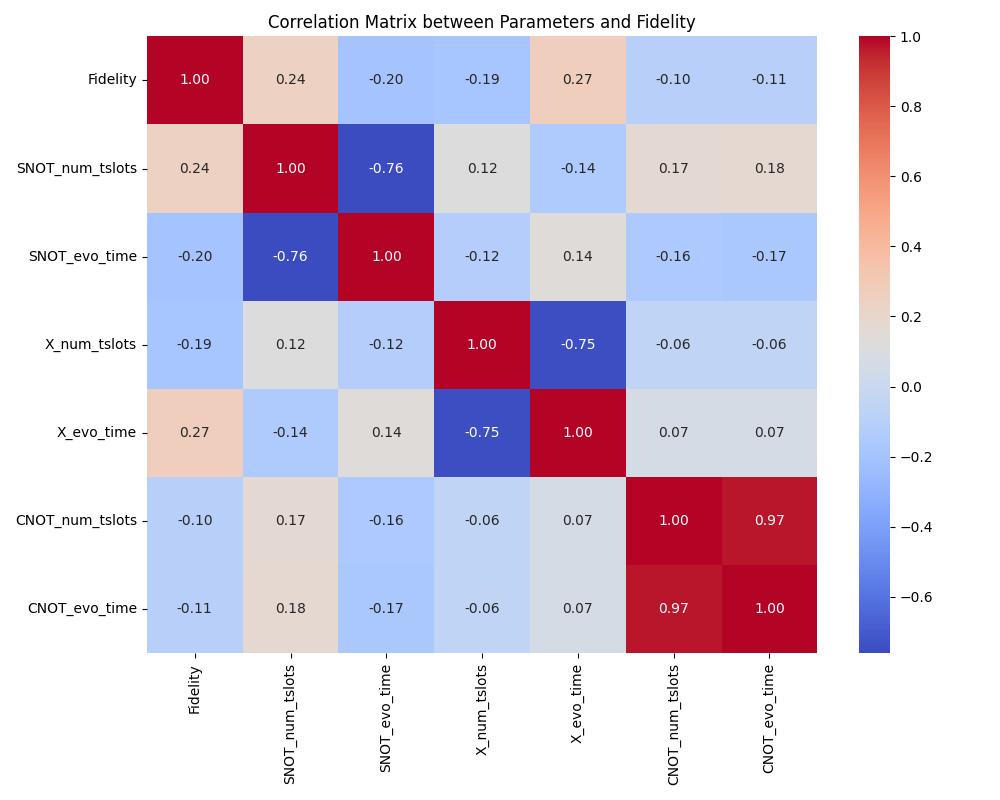 Correlation Matrix between Parameters and Fidelity
Fidelity 1.00 0.24 -0.20 -0.19 0.27 -0.10 -0.11
SNOT_num_tslots 0.24 1.00 -0.76 0.12 -0.14 0.17 0.18
SNOT_evo_time -0.20 -0.76 1.00 -0.12 0.14 -0.16 -0.17
X_num_tslots -0.19 0.12 -0.12 1.00 -0.75 -0.06 -0.06
X_evo_time 0.27 -0.14 0.14 -0.75 1.00 0.07 0.07
CNOT_num_tslots -0.10 0.17 -0.16 -0.06 0.07 1.00 0.97
CNOT_evo_time -0.11 0.18 -0.17 -0.06 0.07 0.97 1.00
Fidelity
SNOT_num_tslots
SNOT_evo_time
X_num_tslots
X_evo_time
CNOT_num_tslots
CNOT_evo_time
1.0
0.8
0.6
0.4
0.2
0.0
−0.2
−0.4
−0.6